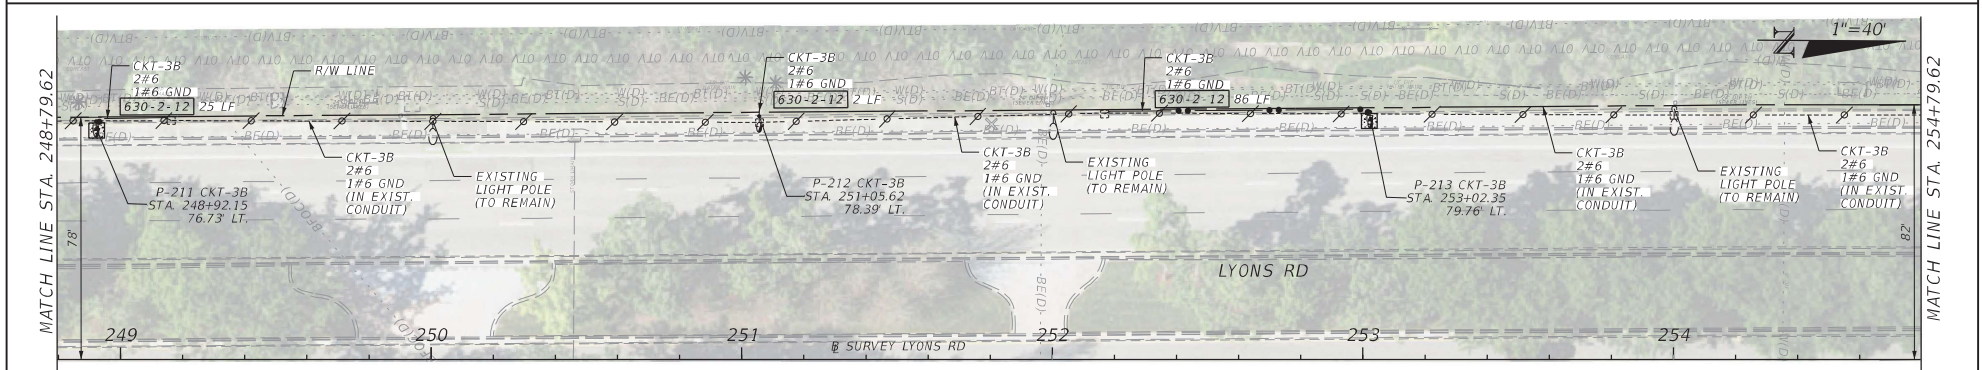 MATCH LINE STA. 248+79.62
78'
CKT-3B
2#6
1#6 GND
630-2-12 25 LF
R/W LINE
P-211 CKT-3B
STA. 248+92.15
76.73' LT.
CKT-3B
2#6
1#6 GND
(IN EXIST.
CONDUIT)
EXISTING
LIGHT POLE
(TO REMAIN)
CKT-3B
2#6
1#6 GND
630-2-12 2 LF
P-212 CKT-3B
STA. 251+05.62
78.39' LT.
CKT-3B
2#6
1#6 GND
(IN EXIST.
CONDUIT)
EXISTING
LIGHT POLE
(TO REMAIN)
CKT-3B
2#6
1#6 GND
630-2-12 86 LF
P-213 CKT-3B
STA. 253+02.35
79.76' LT.
CKT-3B
2#6
1#6 GND
(IN EXIST.
CONDUIT)
EXISTING
LIGHT POLE
(TO REMAIN)
CKT-3B
2#6
1#6 GND
(IN EXIST.
CONDUIT)
N
1"=40'
LYONS RD
249 250 251 252 253 254
SURVEY LYONS RD
82'
MATCH LINE STA. 254+79.62